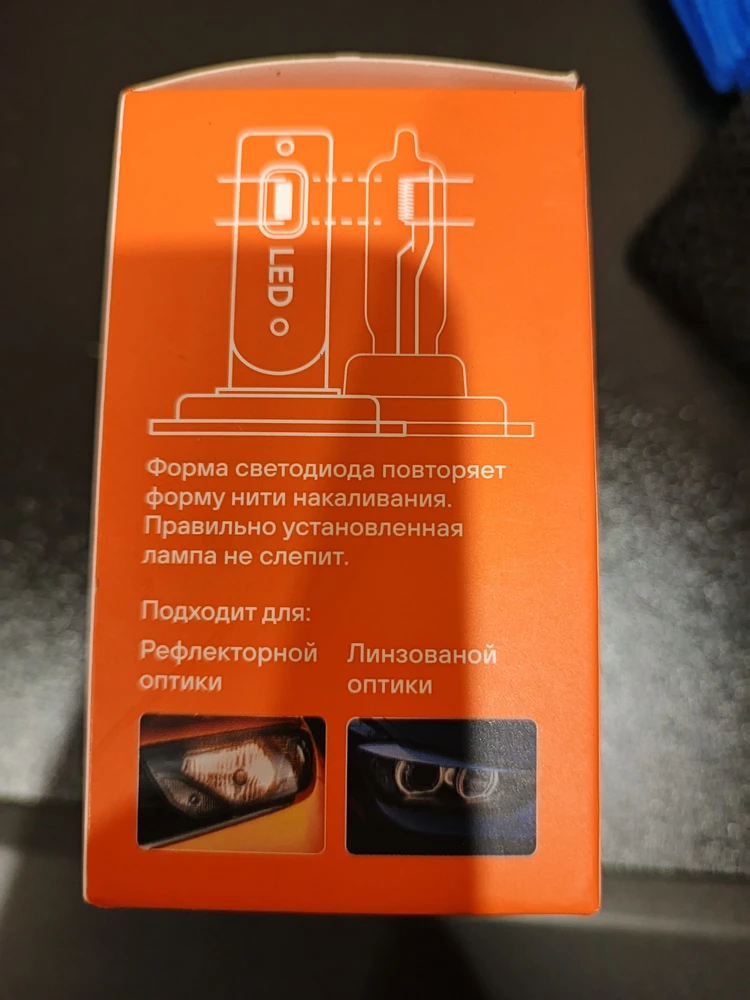 LED
Форма светодиода повторяет
форму нити накаливания.
Правильно установленная
лампа не слепит.
Подходит для:
Рефлекторной
оптики
Линзованой
оптики